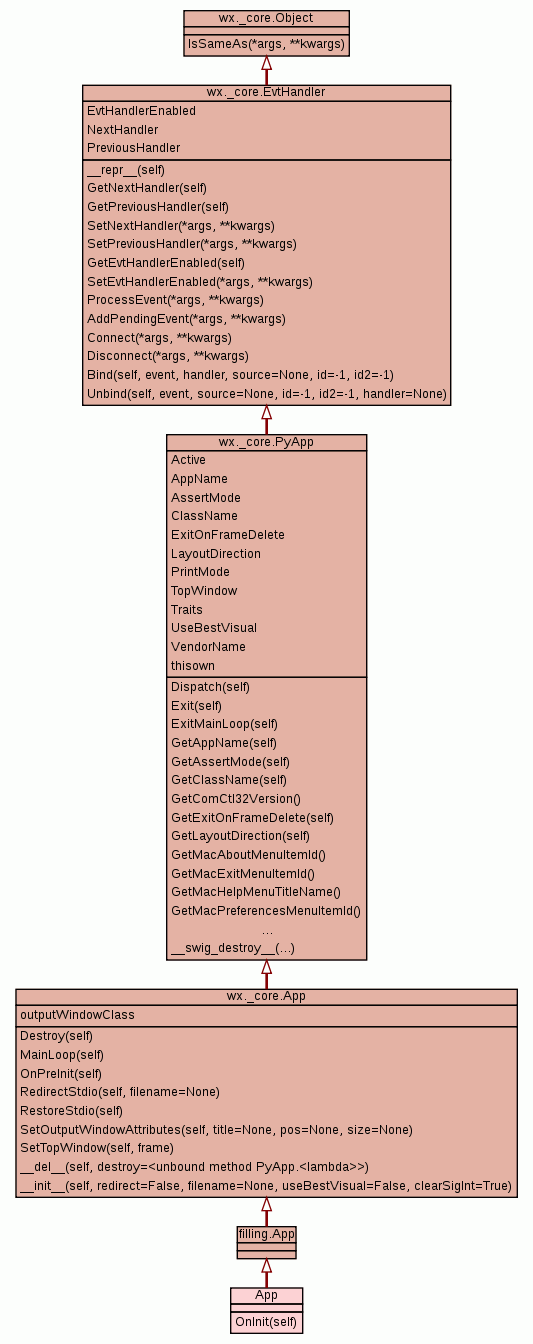 wx._core.Object
IsSameAs(*args, **kwargs)
wx._core.EvtHandler
EvtHandlerEnabled
NextHandler
PreviousHandler
__repr__(self)
GetNextHandler(self)
GetPreviousHandler(self)
SetNextHandler(*args, **kwargs)
SetPreviousHandler(*args, **kwargs)
GetEvtHandlerEnabled(self)
SetEvtHandlerEnabled(*args, **kwargs)
ProcessEvent(*args, **kwargs)
AddPendingEvent(*args, **kwargs)
Connect(*args, **kwargs)
Disconnect(*args, **kwargs)
Bind(self, event, handler, source=None, id=-1, id2=-1)
Unbind(self, event, source=None, id=-1, id2=-1, handler=None)
wx._core.PyApp
Active
AppName
AssertMode
ClassName
ExitOnFrameDelete
LayoutDirection
PrintMode
TopWindow
Traits
UseBestVisual
VendorName
thisown
Dispatch(self)
Exit(self)
ExitMainLoop(self)
GetAppName(self)
GetAssertMode(self)
GetClassName(self)
GetComCtl32Version()
GetExitOnFrameDelete(self)
GetLayoutDirection(self)
GetMacAboutMenuItemId()
GetMacExitMenuItemId()
GetMacHelpMenuTitleName()
GetMacPreferencesMenuItemId()
...
__swig_destroy__(...)
wx._core.App
outputWindowClass
Destroy(self)
MainLoop(self)
OnPreInit(self)
RedirectStdio(self, filename=None)
RestoreStdio(self)
SetOutputWindowAttributes(self, title=None, pos=None, size=None)
SetTopWindow(self, frame)
__del__(self, destroy=<unbound method PyApp.<lambda>>)
__init__(self, redirect=False, filename=None, useBestVisual=False, clearSigInt=True)
filling.App
App
OnInit(self)